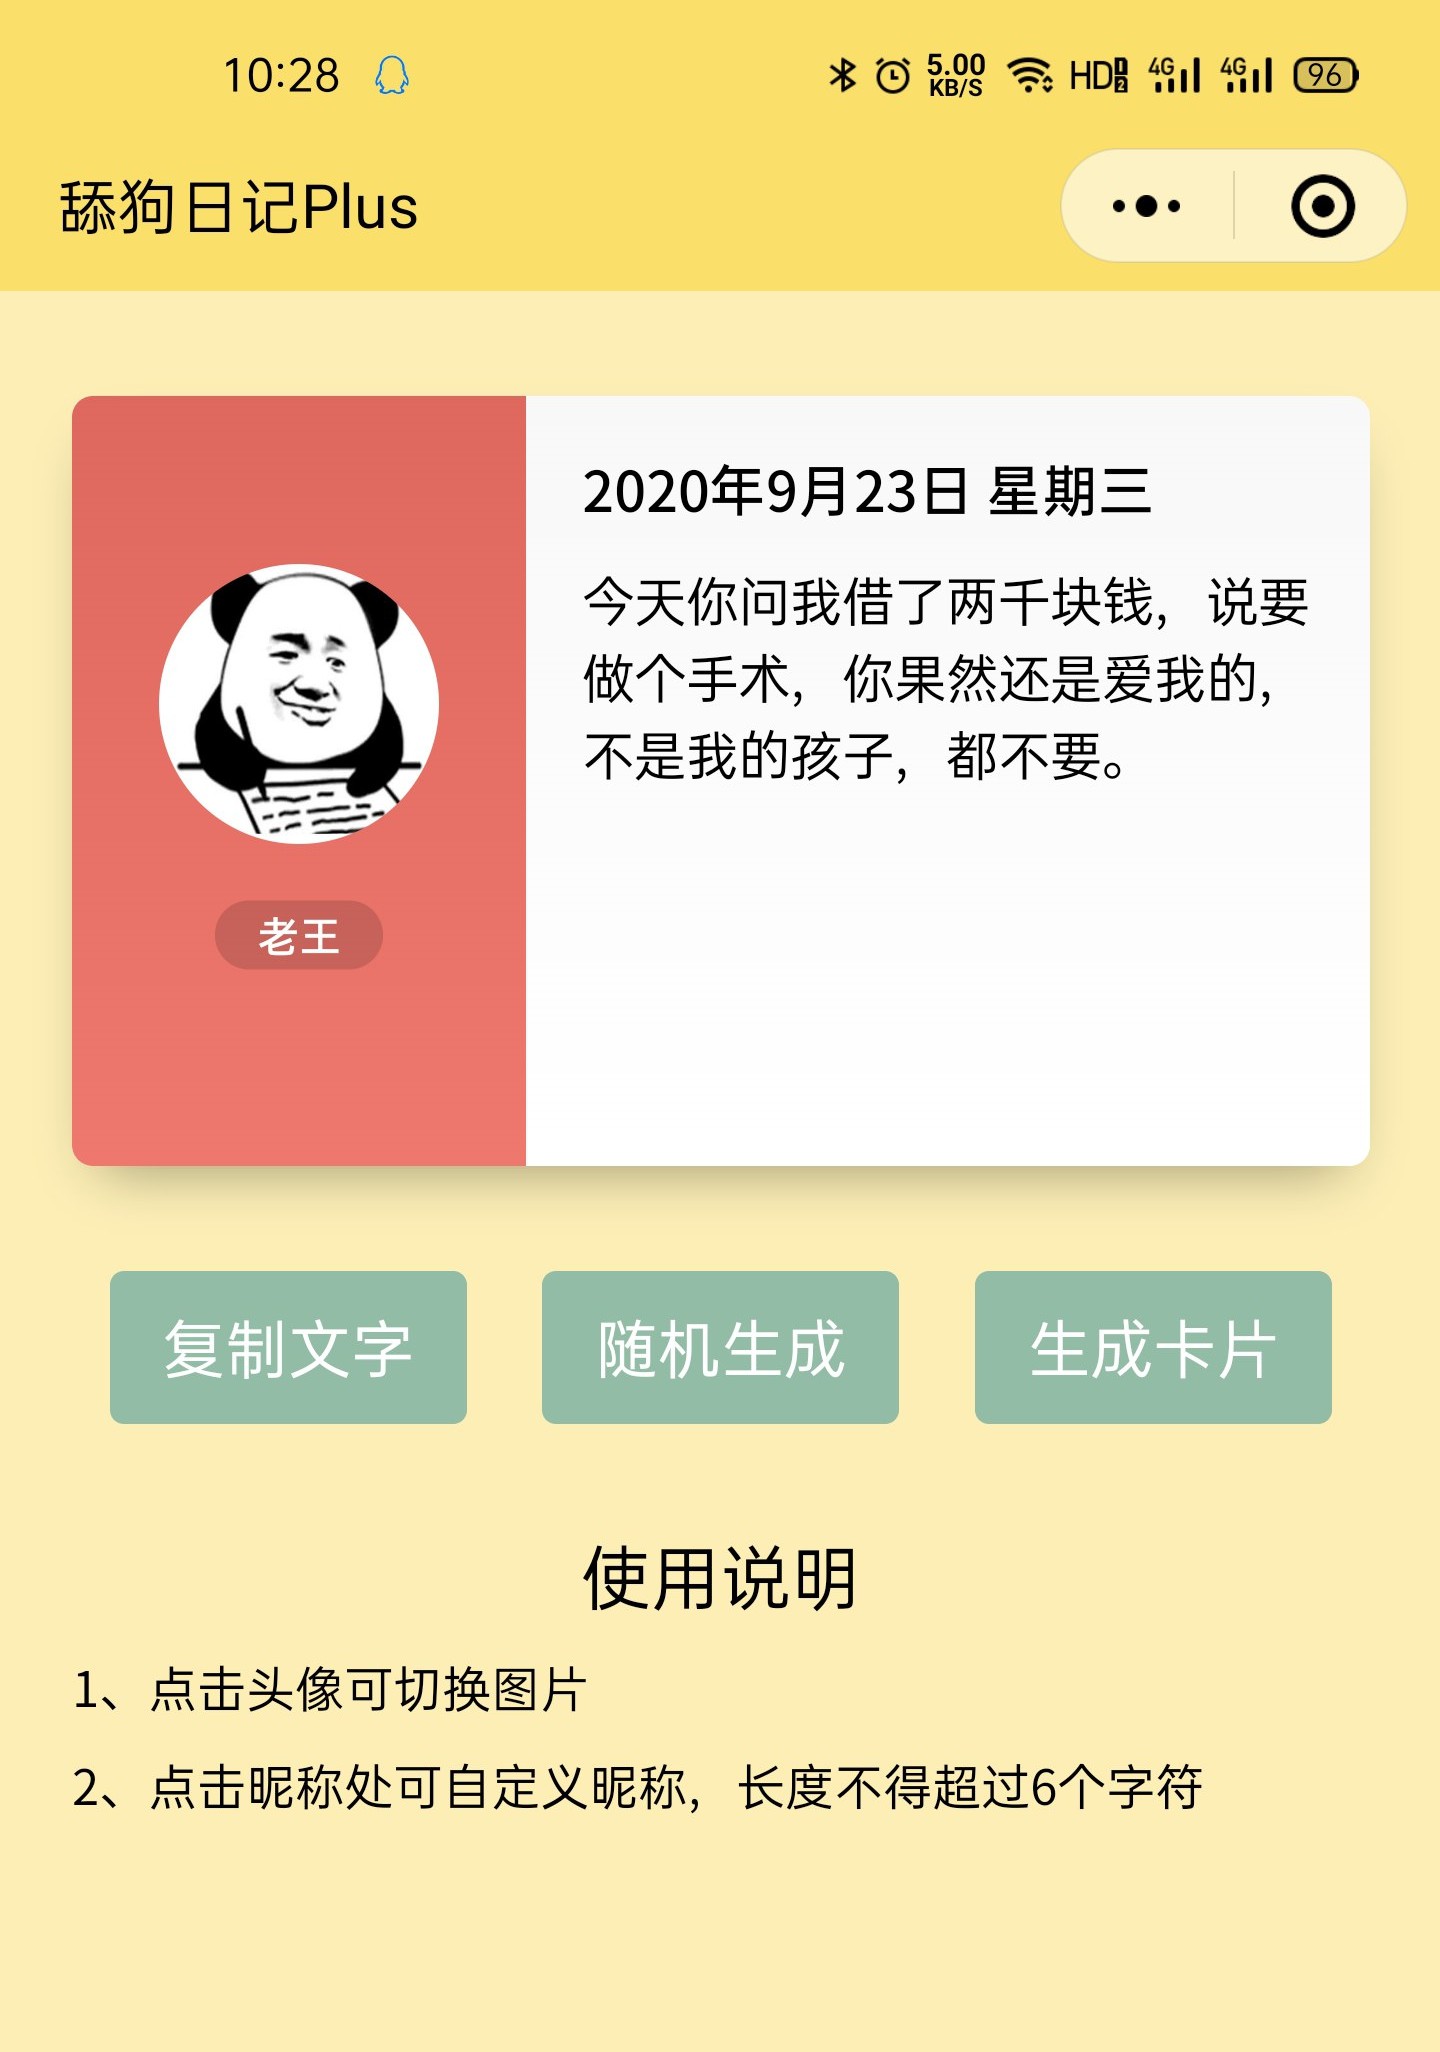 10:28
5.00
KB/S
HD
1
2
4G
4G
96
舔狗日记Plus
2020年9月23日 星期三
今天你问我借了两千块钱，说要
做个手术，你果然还是爱我的，
不是我的孩子，都不要。
老王
复制文字
随机生成
生成卡片
使用说明
1、点击头像可切换图片
2、点击昵称处可自定义昵称，长度不得超过6个字符